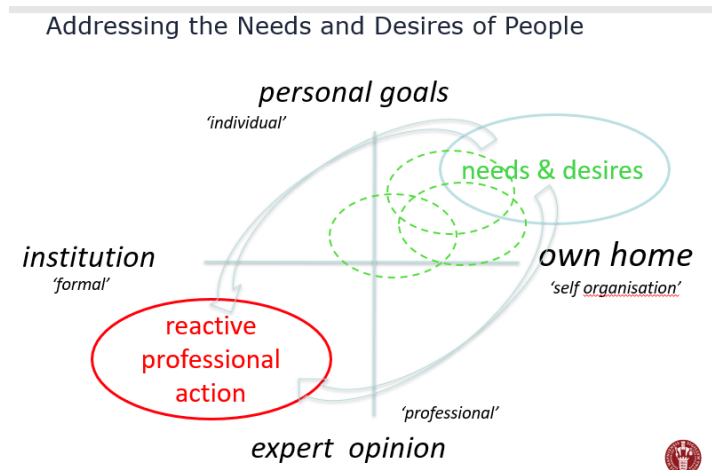 Addressing the Needs and Desires of People
personal goals
‘individual’
needs & desires
institution
‘formal’
own home
‘self organisation’
reactive
professional
action
‘professional’
expert opinion